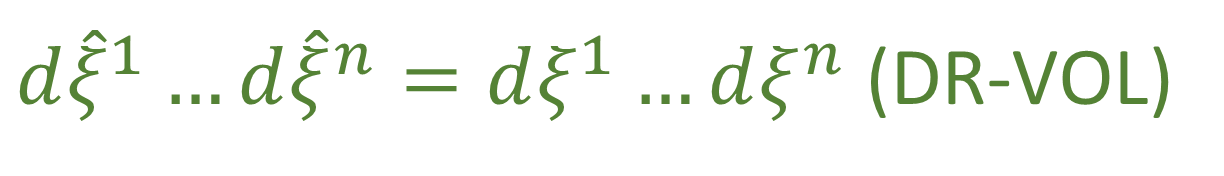 𝑑𝜉̂¹ … 𝑑𝜉̂ⁿ = 𝑑𝜉¹ … 𝑑𝜉ⁿ (DR-VOL)